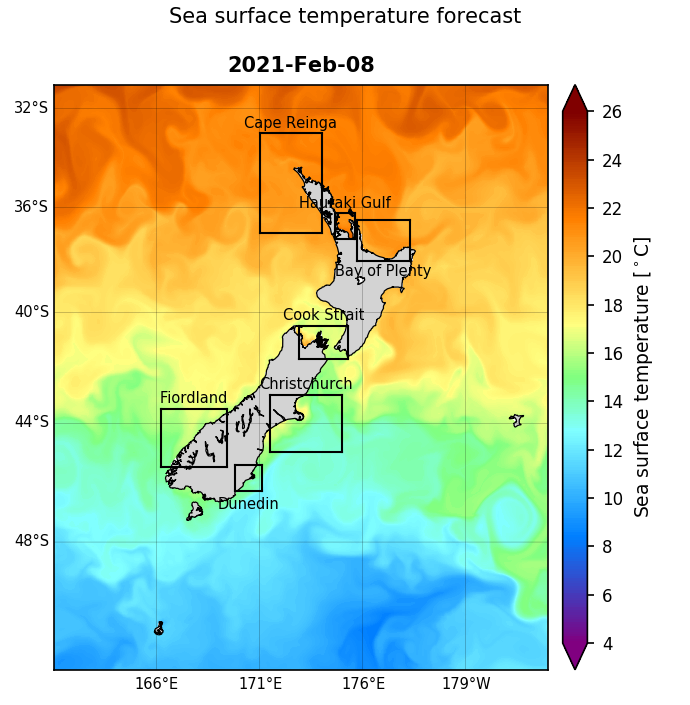 Sea surface temperature forecast
2021-Feb-08
32°S
36°S
40°S
44°S
48°S
Cape Reinga
Hauraki Gulf
Bay of Plenty
Cook Strait
Christchurch
Fiordland
Dunedin
166°E
171°E
176°E
179°W
26
24
22
20
18
16
14
12
10
8
6
4
Sea surface temperature [°C]